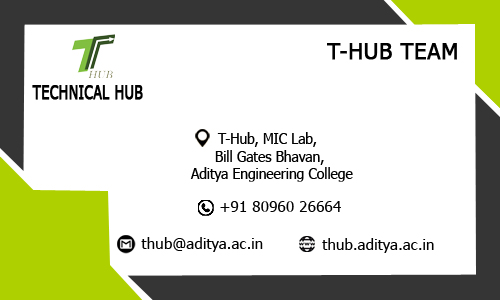 T-HUB TEAM
HUB
TECHNICAL HUB
T-Hub, MIC Lab,
Bill Gates Bhavan,
Aditya Engineering College
+91 80960 26664
thub@aditya.ac.in
thub.aditya.ac.in